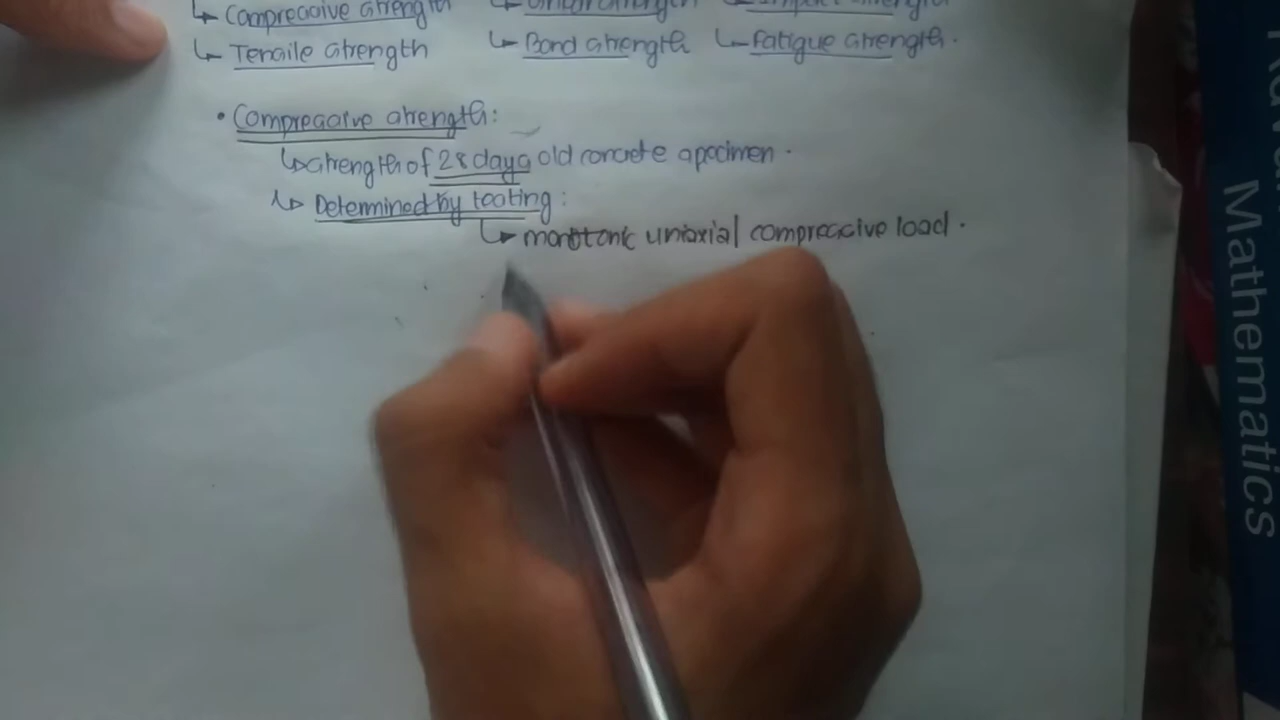 ↳ Compressive strength
↳ Tensile strength ↳ Bond strength ↳ Fatigue strength.
• Compressive strength:
↳ strength of 28 days old concrete specimen.
↳ Determined by testing:
↳ monotonic uniaxial compressive load.
Mathematics